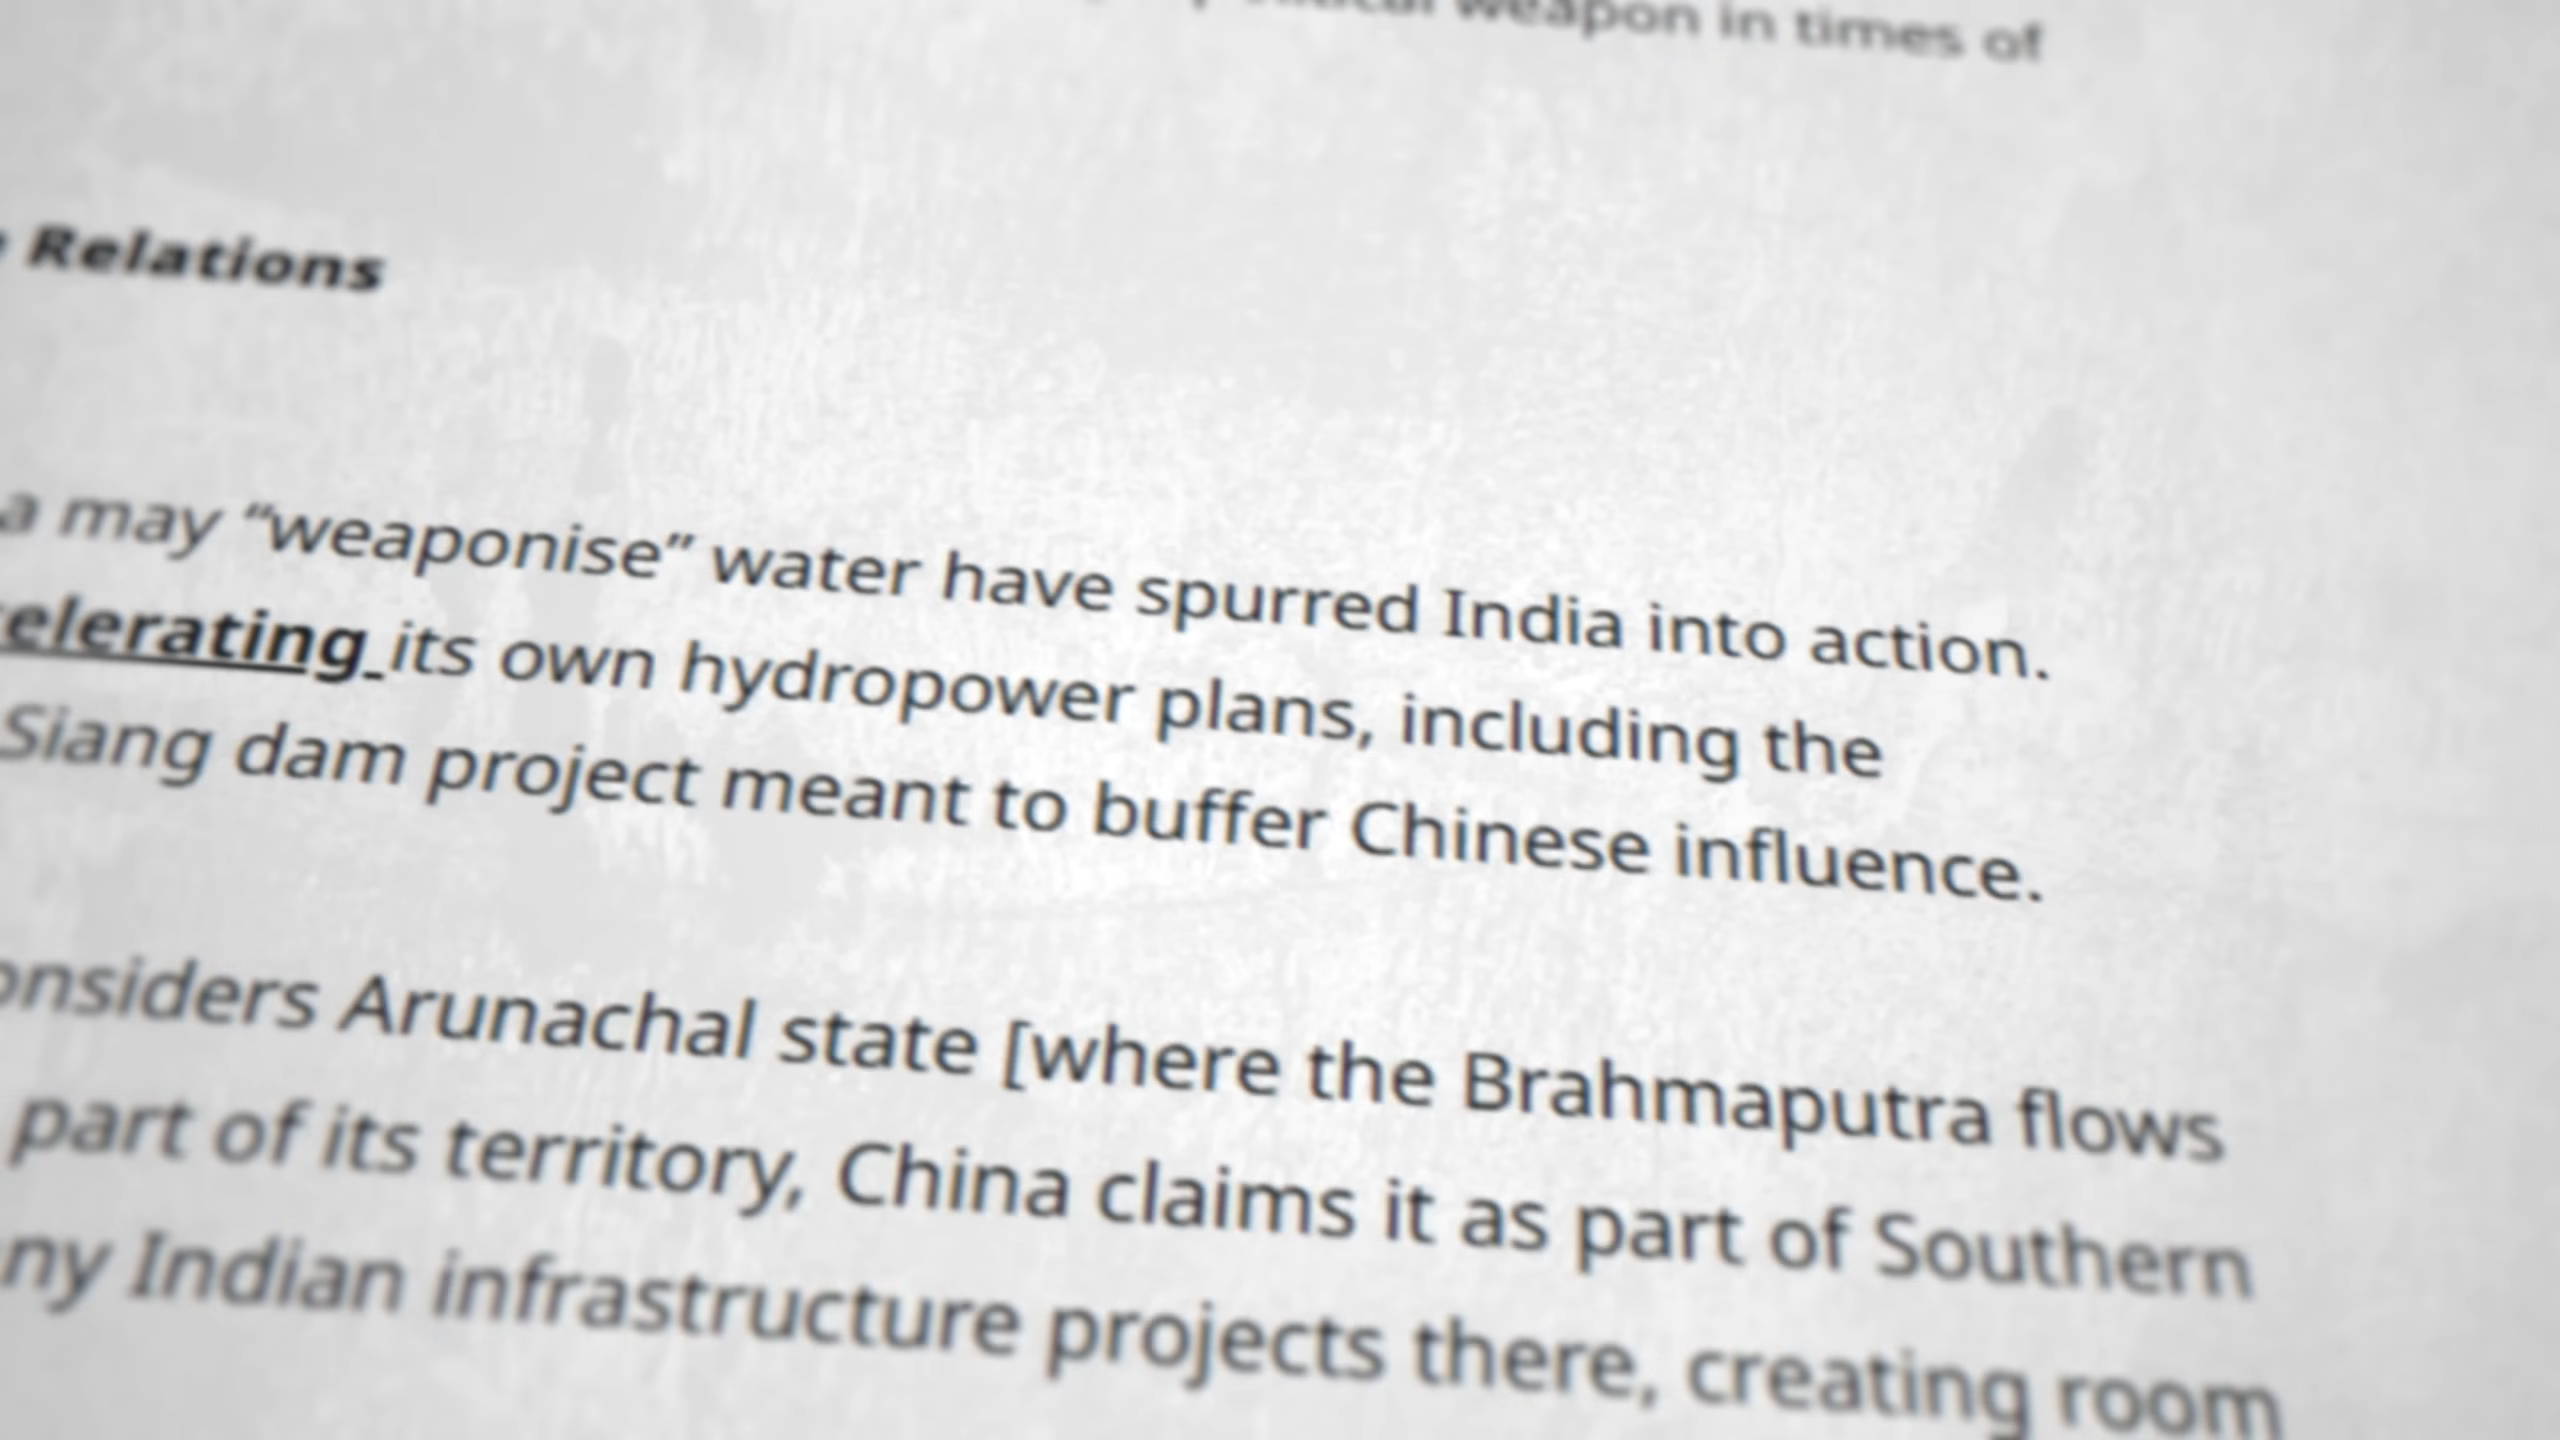 weapon in times of
Relations
a may “weaponise” water have spurred India into action.
elerating its own hydropower plans, including the
Siang dam project meant to buffer Chinese influence.
onsiders Arunachal state [where the Brahmaputra flows
part of its territory, China claims it as part of Southern
ny Indian infrastructure projects there, creating room